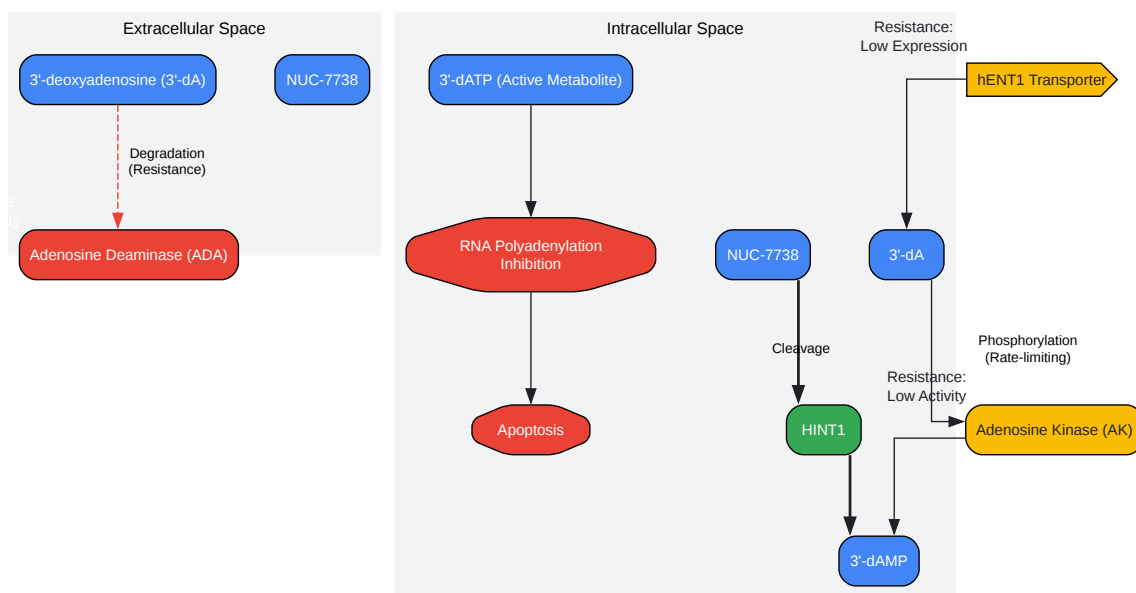 Extracellular Space
3'-deoxyadenosine (3'-dA)
NUC-7738
Degradation
(Resistance)
Adenosine Deaminase (ADA)
Intracellular Space
3'-dATP (Active Metabolite)
RNA Polyadenylation
Inhibition
Apoptosis
NUC-7738
Cleavage
HINT1
3'-dAMP
Resistance:
Low Expression
hENT1 Transporter
3'-dA
Phosphorylation
(Rate-limiting)
Resistance:
Low Activity
Adenosine Kinase (AK)